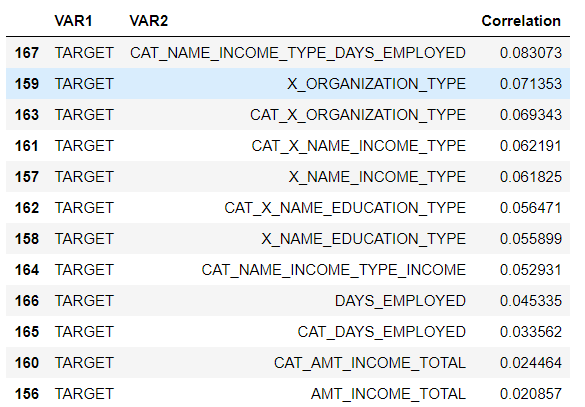 VAR1 VAR2 Correlation
167 TARGET CAT_NAME_INCOME_TYPE_DAYS_EMPLOYED 0.083073
159 TARGET X_ORGANIZATION_TYPE 0.071353
163 TARGET CAT_X_ORGANIZATION_TYPE 0.069343
161 TARGET CAT_X_NAME_INCOME_TYPE 0.062191
157 TARGET X_NAME_INCOME_TYPE 0.061825
162 TARGET CAT_X_NAME_EDUCATION_TYPE 0.056471
158 TARGET X_NAME_EDUCATION_TYPE 0.055899
164 TARGET CAT_NAME_INCOME_TYPE_INCOME 0.052931
166 TARGET DAYS_EMPLOYED 0.045335
165 TARGET CAT_DAYS_EMPLOYED 0.033562
160 TARGET CAT_AMT_INCOME_TOTAL 0.024464
156 TARGET AMT_INCOME_TOTAL 0.020857